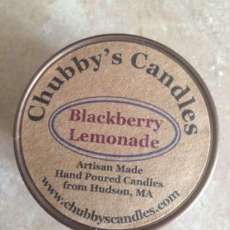 Chubby's Candles
Blackberry
Lemonade
Artisan Made
Hand Poured Candles
from Hudson, MA
www.chubbyscandles.com